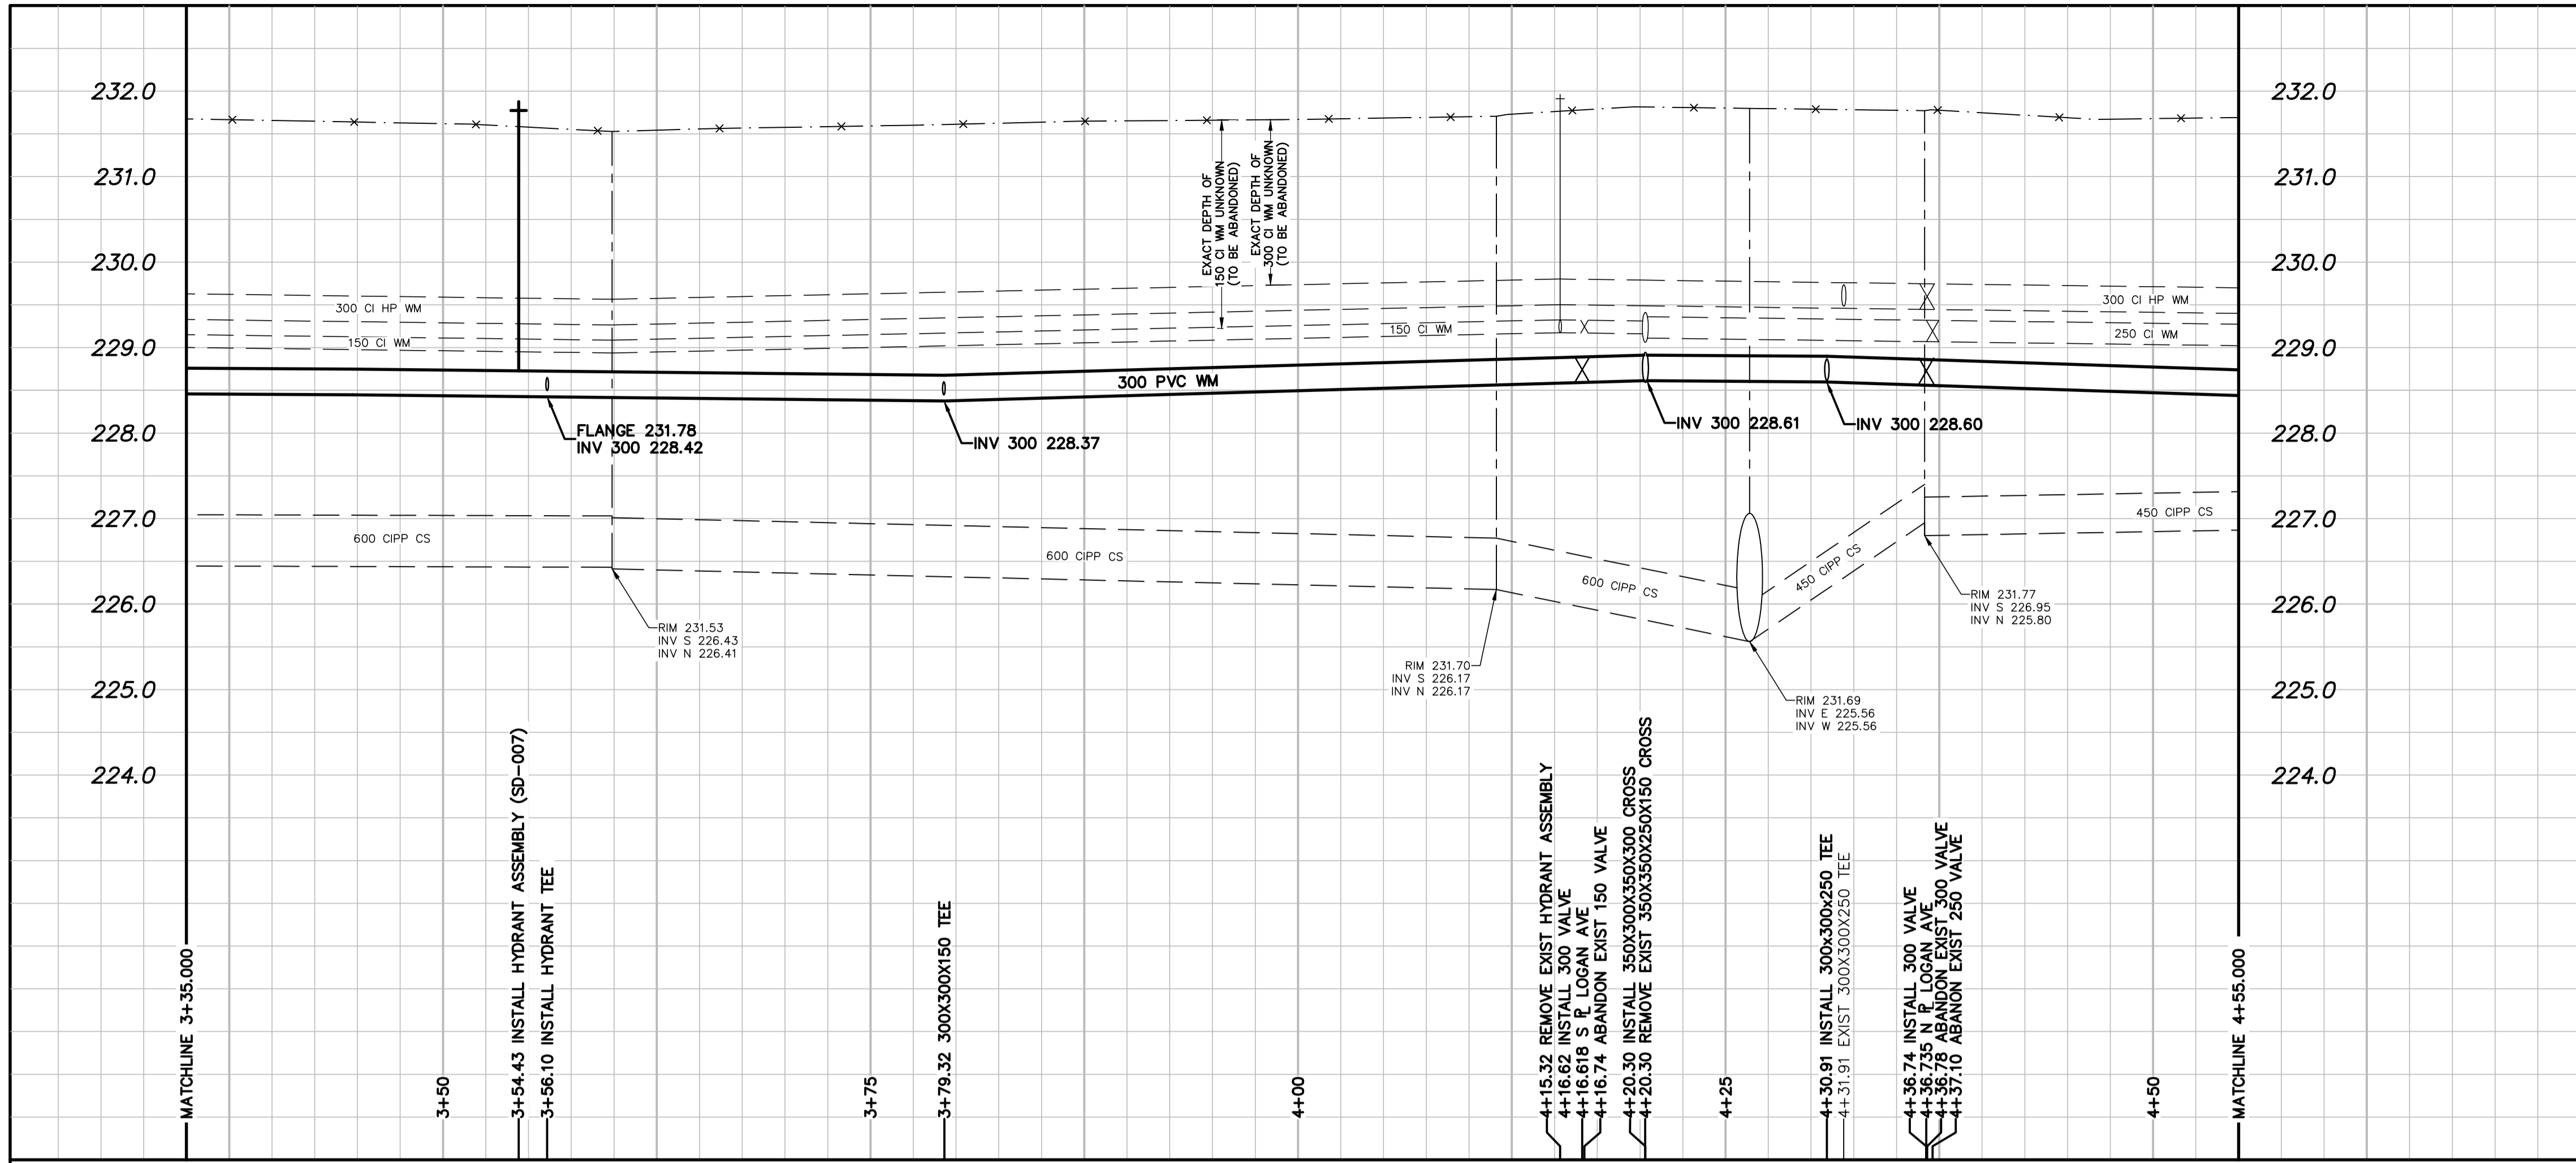 232.0
231.0
230.0
229.0
228.0
227.0
226.0
225.0
224.0
232.0
231.0
230.0
229.0
228.0
227.0
226.0
225.0
224.0
EXACT DEPTH OF
150 CI WM UNKNOWN
(TO BE ABANDONED)
EXACT DEPTH OF
300 CI WM UNKNOWN
(TO BE ABANDONED)
300 CI HP WM
150 CI WM
150 CI WM
300 CI HP WM
250 CI WM
300 PVC WM
FLANGE 231.78
INV 300 228.42
INV 300 228.37
INV 300 228.61
INV 300 228.60
600 CIPP CS
600 CIPP CS
600 CIPP CS
450 CIPP CS
450 CIPP CS
RIM 231.53
INV S 226.43
INV N 226.41
RIM 231.70
INV S 226.17
INV N 226.17
RIM 231.69
INV E 225.56
INV W 225.56
RIM 231.77
INV S 226.95
INV N 225.80
MATCHLINE 3+35.000
3+50
3+54.43 INSTALL HYDRANT ASSEMBLY (SD-007)
3+56.10 INSTALL HYDRANT TEE
3+75
3+79.32 300X300X150 TEE
4+00
4+15.32 REMOVE EXIST HYDRANT ASSEMBLY
4+16.62 INSTALL 300 VALVE
4+16.618 S PL LOGAN AVE
4+16.74 ABANDON EXIST 150 VALVE
4+20.30 INSTALL 350X300X350X300 CROSS
4+20.30 REMOVE EXIST 350X350X250X150 CROSS
4+25
4+30.91 INSTALL 300x300x250 TEE
4+31.91 EXIST 300X300X250 TEE
4+36.74 INSTALL 300 VALVE
4+36.735 N PL LOGAN AVE
4+36.78 ABANDON EXIST 300 VALVE
4+37.10 ABANON EXIST 250 VALVE
4+50
MATCHLINE 4+55.000